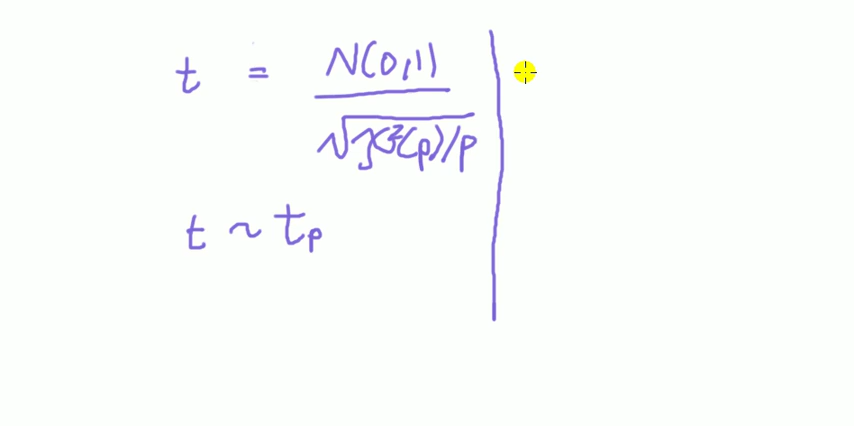 t = N(0,1) / √χ²(p)/p
t ~ tₚ